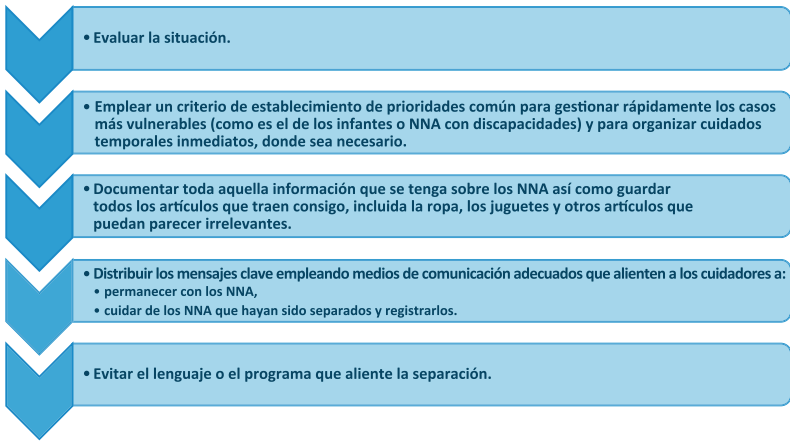 • Evaluar la situación.
• Emplear un criterio de establecimiento de prioridades común para gestionar rápidamente los casos
más vulnerables (como es el de los infantes o NNA con discapacidades) y para organizar cuidados
temporales inmediatos, donde sea necesario.
• Documentar toda aquella información que se tenga sobre los NNA así como guardar
todos los artículos que traen consigo, incluida la ropa, los juguetes y otros artículos que
puedan parecer irrelevantes.
• Distribuir los mensajes clave empleando medios de comunicación adecuados que alienten a los cuidadores a:
• permanecer con los NNA,
• cuidar de los NNA que hayan sido separados y registrarlos.
• Evitar el lenguaje o el programa que aliente la separación.